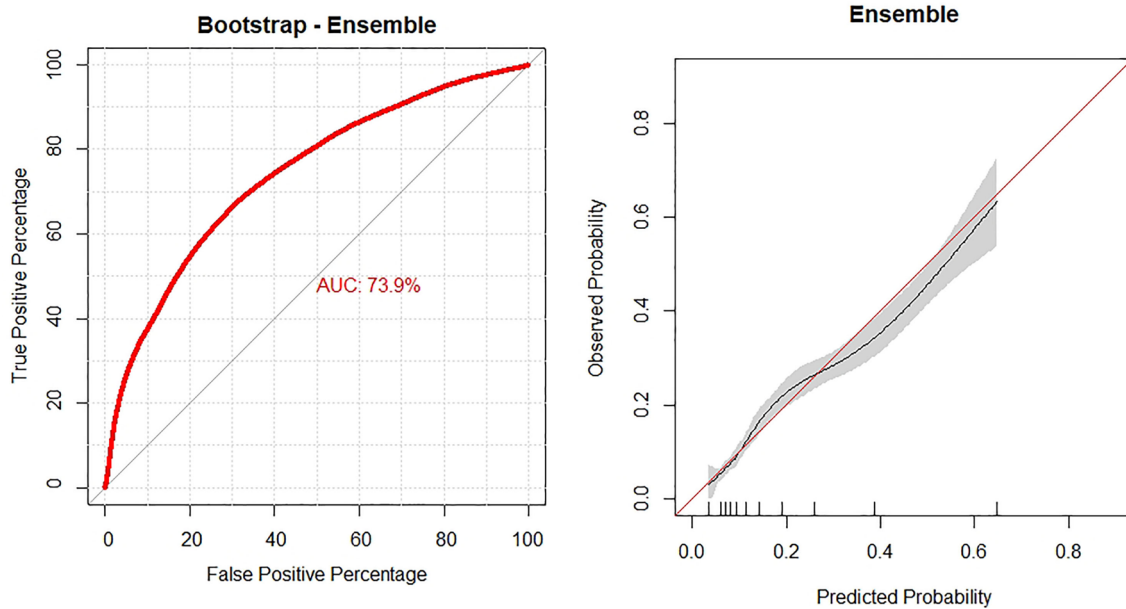 Bootstrap - Ensemble
True Positive Percentage
100
80
60
40
20
0
AUC: 73.9%
0 20 40 60 80 100
False Positive Percentage
Ensemble
Observed Probability
0.8
0.6
0.4
0.2
0.0
0.0 0.2 0.4 0.6 0.8
Predicted Probability